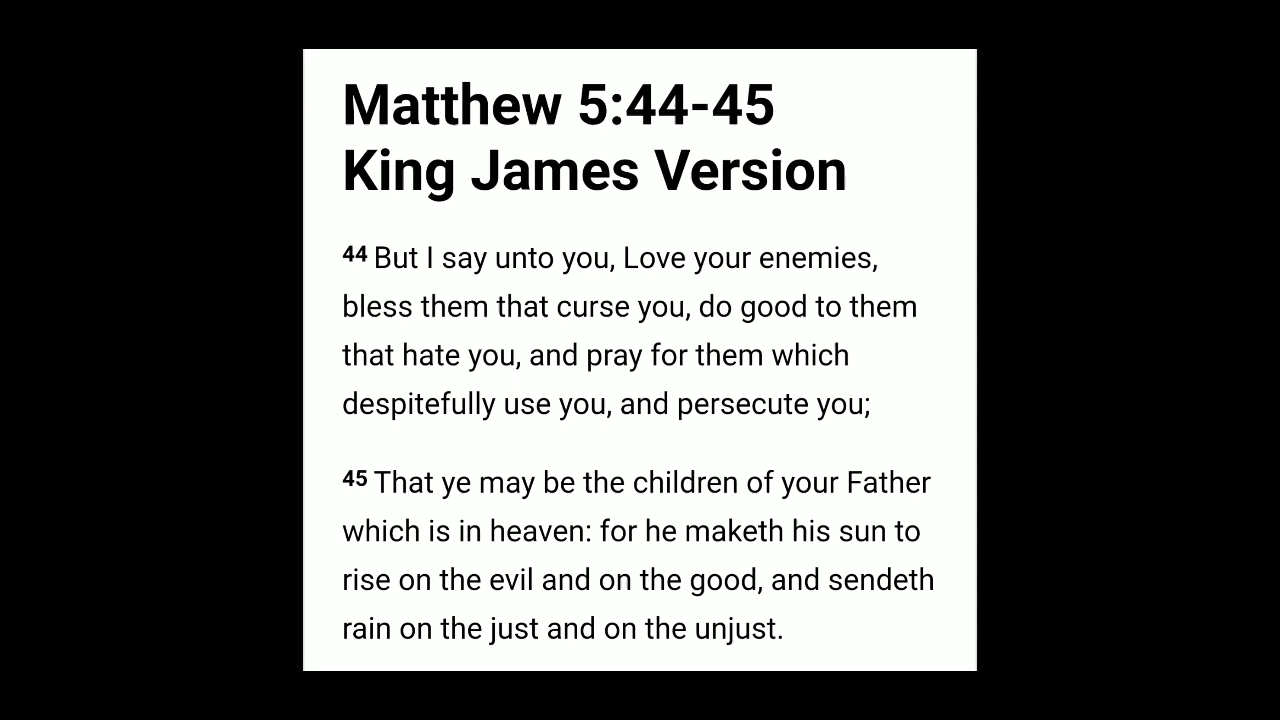 Matthew 5:44-45
King James Version
44 But I say unto you, Love your enemies,
bless them that curse you, do good to them
that hate you, and pray for them which
despitefully use you, and persecute you;
45 That ye may be the children of your Father
which is in heaven: for he maketh his sun to
rise on the evil and on the good, and sendeth
rain on the just and on the unjust.